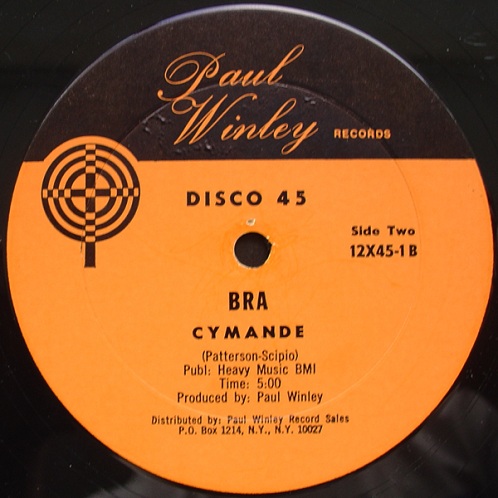 Paul
Winley RECORDS
DISCO 45
Side Two
12X45-1B
BRA
CYMANDE
(Patterson-Scipio)
Publ: Heavy Music BMI
Time: 5:00
Produced by: Paul Winley
Distributed by: Paul Winley Record Sales
P.O. Box 1214, N.Y., N.Y. 10027